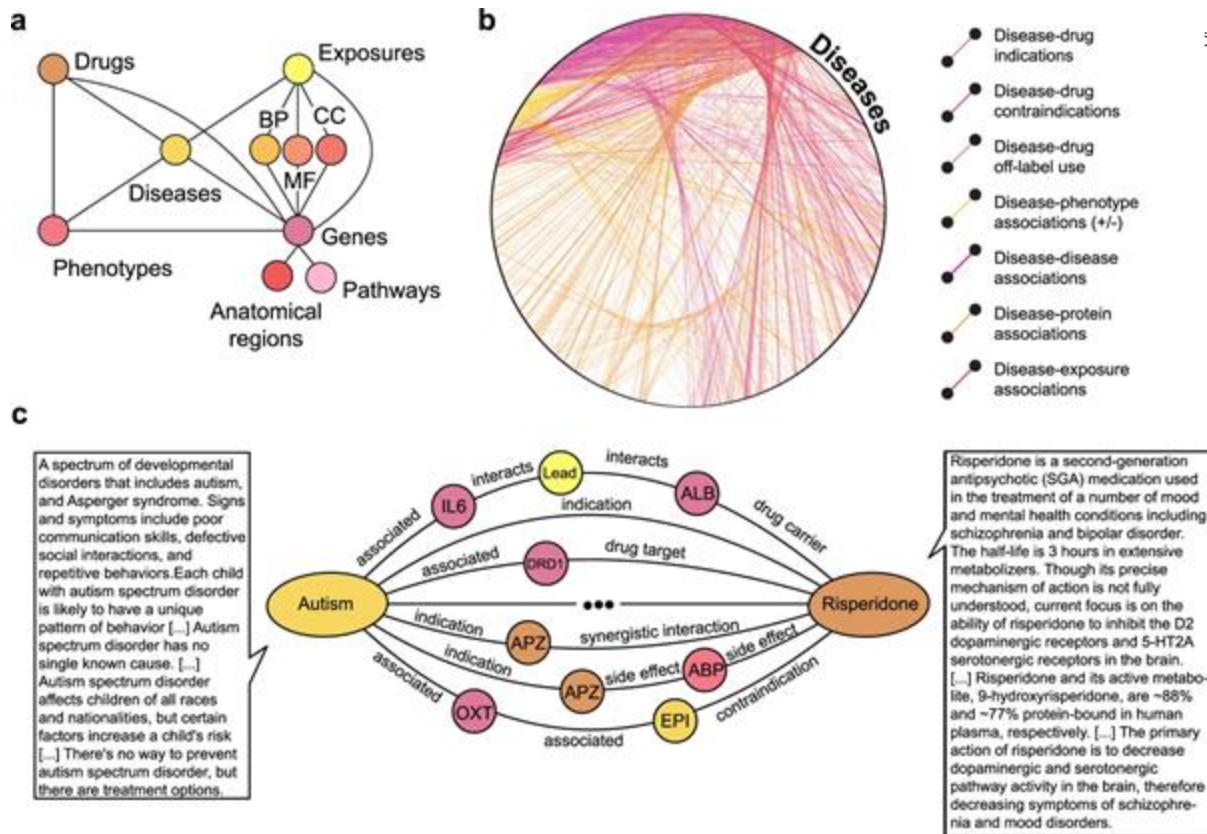 a
Drugs
Exposures
BP
CC
MF
Diseases
Genes
Phenotypes
Pathways
Anatomical
regions
b
Diseases
Disease-drug
indications
Disease-drug
contraindications
Disease-drug
off-label use
Disease-phenotype
associations (+/-)
Disease-disease
associations
Disease-protein
associations
Disease-exposure
associations
c
A spectrum of developmental
disorders that includes autism,
and Asperger syndrome. Signs
and symptoms include poor
communication skills, defective
social interactions, and
repetitive behaviors.Each child
with autism spectrum disorder
is likely to have a unique
pattern of behavior [...] Autism
spectrum disorder has no
single known cause. [...]
Autism spectrum disorder
affects children of all races
and nationalities, but certain
factors increase a child's risk
[...] There's no way to prevent
autism spectrum disorder, but
there are treatment options.
Autism
associated
IL6
interacts
Lead
interacts
ALB
drug carrier
indication
associated
DRD1
drug target
•••
indication
APZ
synergistic interaction
indication
APZ
side effect
ABP
side effect
associated
OXT
associated
EPI
contraindication
Risperidone
Risperidone is a second-generation
antipsychotic (SGA) medication used
in the treatment of a number of mood
and mental health conditions including
schizophrenia and bipolar disorder.
The half-life is 3 hours in extensive
metabolizers. Though its precise
mechanism of action is not fully
understood, current focus is on the
ability of risperidone to inhibit the D2
dopaminergic receptors and 5-HT2A
serotonergic receptors in the brain.
[...] Risperidone and its active metabo-
lite, 9-hydroxyrisperidone, are ~88%
and ~77% protein-bound in human
plasma, respectively. [...] The primary
action of risperidone is to decrease
dopaminergic and serotonergic
pathway activity in the brain, therefore
decreasing symptoms of schizophre-
nia and mood disorders.